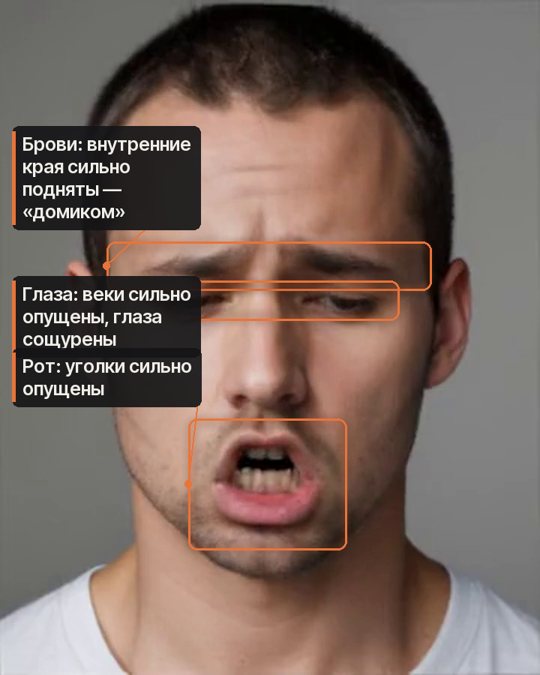 Брови: внутренние
края сильно
подняты —
«домиком»
Глаза: веки сильно
опущены, глаза
сощурены
Рот: уголки сильно
опущены